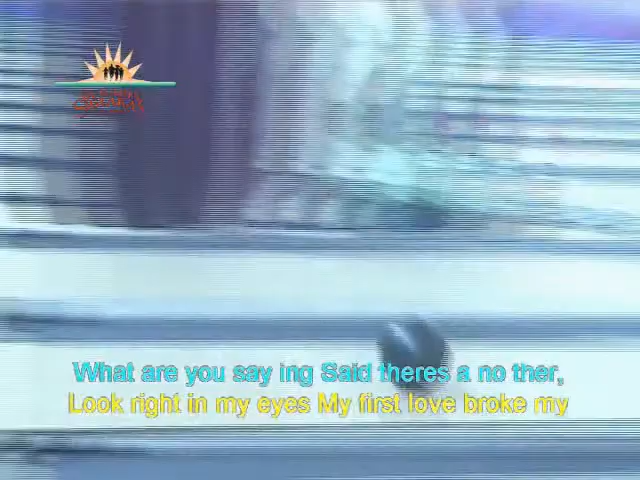 What are you say ing Said theres a no ther,
Look right in my eyes My first love broke my